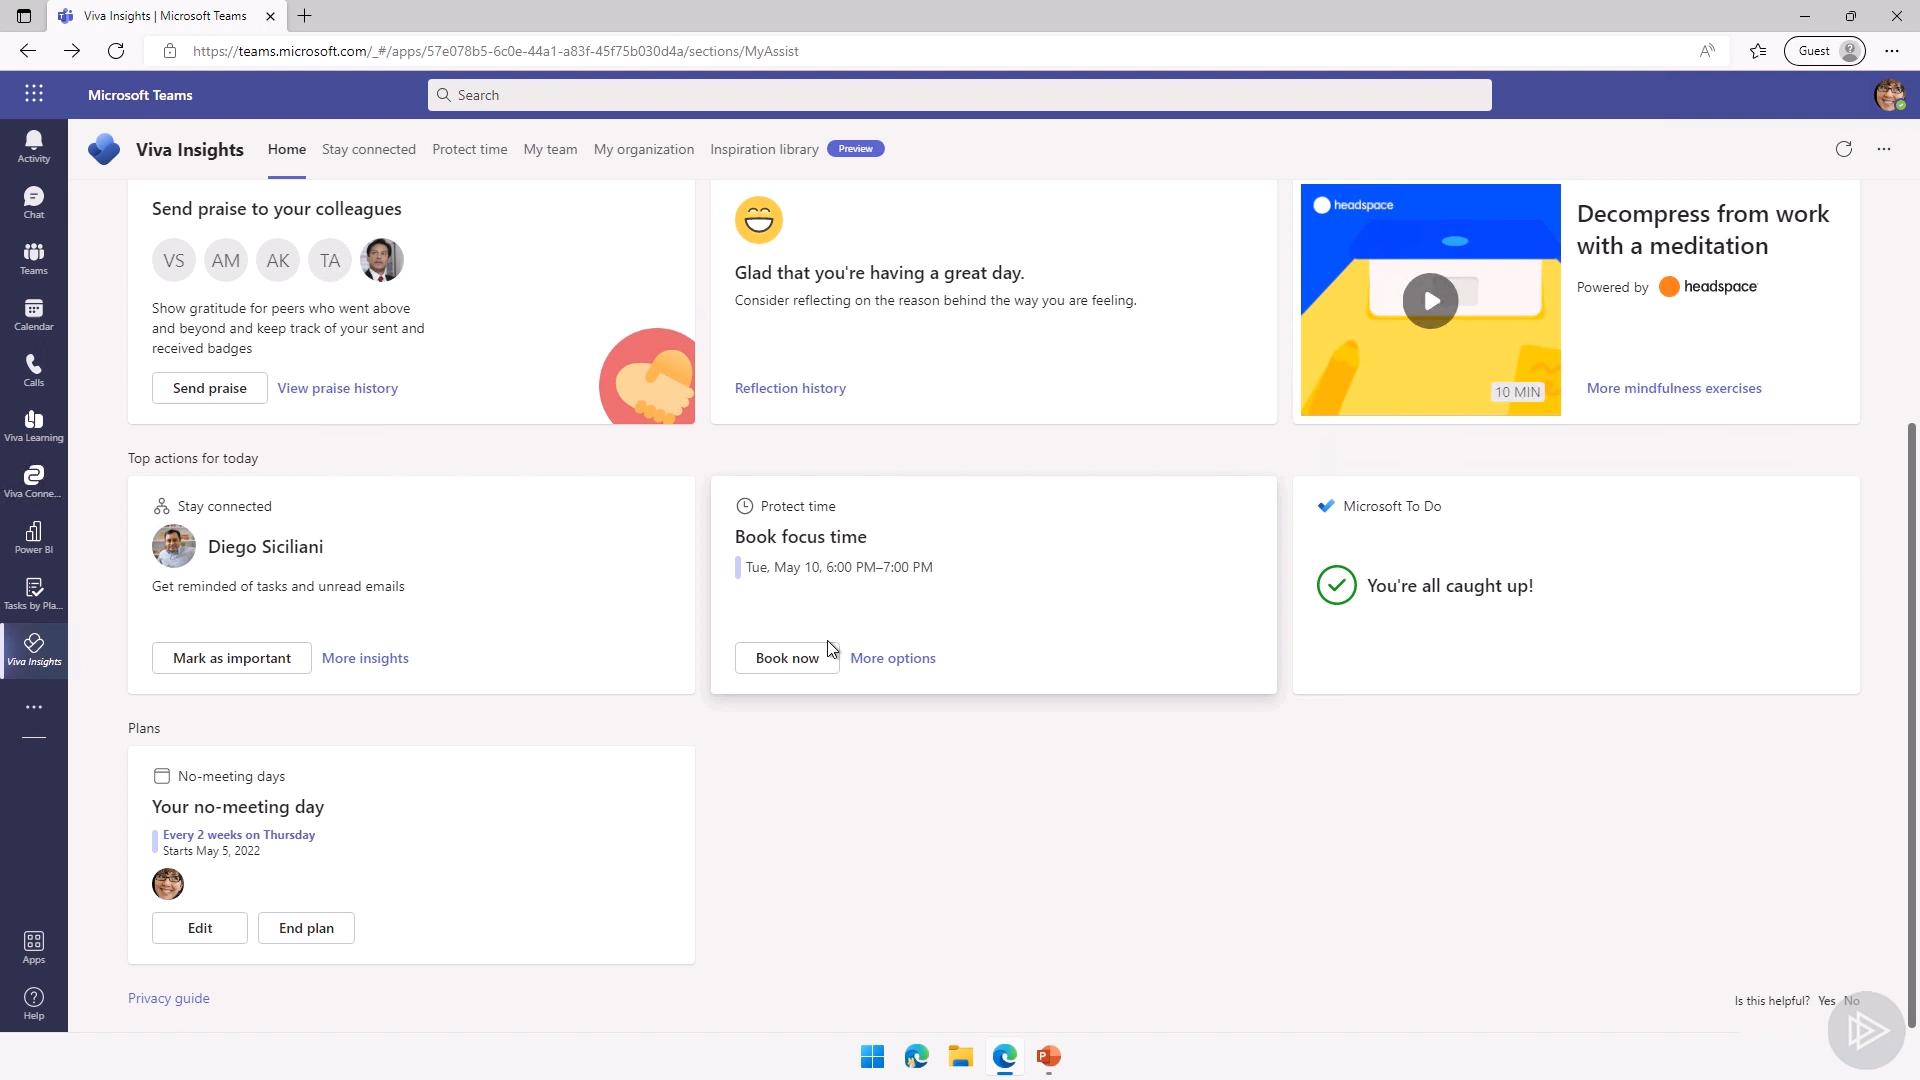 Viva Insights | Microsoft Teams
https://teams.microsoft.com/_#/apps/57e078b5-6c0e-44a1-a83f-45f75b030d4a/sections/MyAssist
Guest
Microsoft Teams
Search
Activity
Chat
Teams
Calendar
Calls
Viva Learning
Viva Conne...
Power BI
Tasks by Pla...
Viva Insights
Apps
Help
Viva Insights
Home
Stay connected
Protect time
My team
My organization
Inspiration library
Preview
Send praise to your colleagues
VS
AM
AK
TA
Show gratitude for peers who went above
and beyond and keep track of your sent and
received badges
Send praise
View praise history
Glad that you're having a great day.
Consider reflecting on the reason behind the way you are feeling.
Reflection history
headspace
10 MIN
Decompress from work
with a meditation
Powered by headspace
More mindfulness exercises
Top actions for today
Stay connected
Diego Siciliani
Get reminded of tasks and unread emails
Mark as important
More insights
Protect time
Book focus time
Tue, May 10, 6:00 PM–7:00 PM
Book now
More options
Microsoft To Do
You're all caught up!
Plans
No-meeting days
Your no-meeting day
Every 2 weeks on Thursday
Starts May 5, 2022
Edit
End plan
Privacy guide
Is this helpful? Yes No